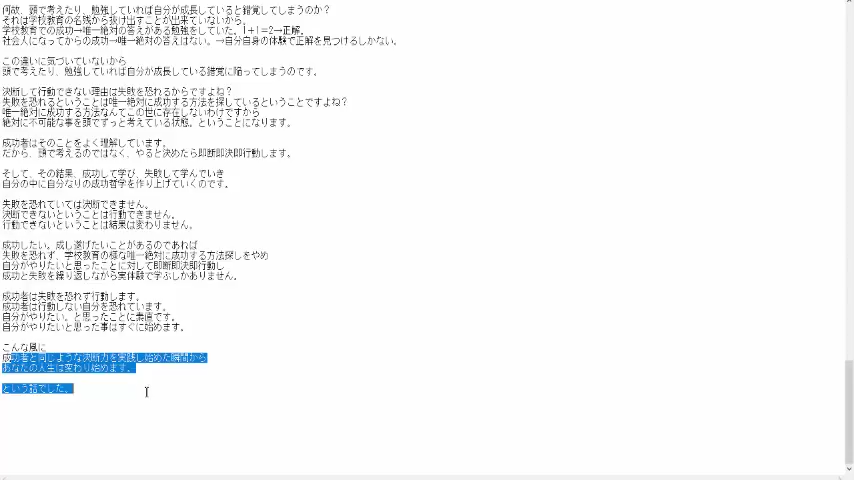 何故、頭で考えたり、勉強していれば自分が成長していると錯覚してしまうのか？
それは学校教育の名残から抜け出すことが出来ていないから。
学校教育での成功→唯一絶対の答えがある勉強をしていた。1+1=2→正解。
社会人になってからの成功→唯一絶対の答えはない。→自分自身の体験で正解を見つけるしかない。
この違いに気づいていないから
頭で考えたり、勉強していれば自分が成長している錯覚に陥ってしまうのです。
決断して行動できない理由は失敗を恐れるからですよね？
失敗を恐れるということは唯一絶対に成功する方法を探しているということですよね？
唯一絶対に成功する方法なんてこの世に存在しないわけですから
絶対に不可能な事を頭でずっと考えている状態。ということになります。
成功者はそのことをよく理解しています。
だから、頭で考えるのではなく、やると決めたら即断即決即行動します。
そして、その結果、成功して学び、失敗して学んでいき
自分の中に自分なりの成功哲学を作り上げていくのです。
失敗を恐れていては決断できません。
決断できないということは行動できません。
行動できないということは結果は変わりません。
成功したい。成し遂げたいことがあるのであれば
失敗を恐れず、学校教育の様な唯一絶対に成功する方法探しをやめ
自分がやりたいと思ったことに対して即断即決即行動し
成功と失敗を繰り返しながら実体験で学ぶしかありません。
成功者は失敗を恐れず行動します。
成功者は行動しない自分を恐れています。
自分がやりたい。と思ったことに素直です。
自分がやりたいと思った事はすぐに始めます。
こんな風に
成功者と同じような決断力を実践し始めた瞬間から
あなたの人生は変わり始めます。
という話でした。